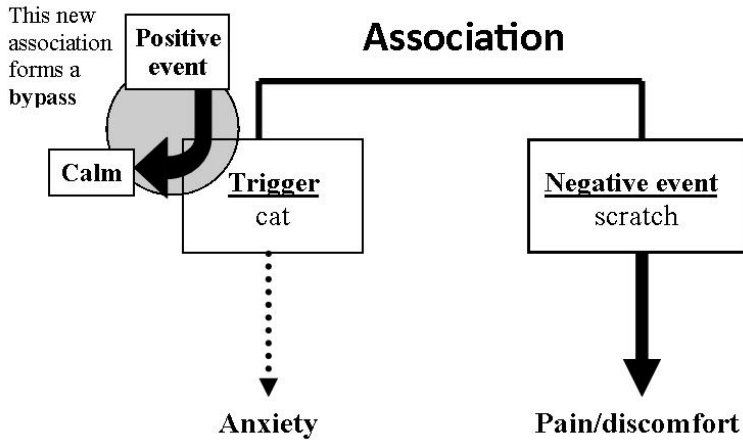 This new
association
forms a
bypass
Positive
event
Association
Calm
Trigger
cat
Negative event
scratch
Anxiety
Pain/discomfort